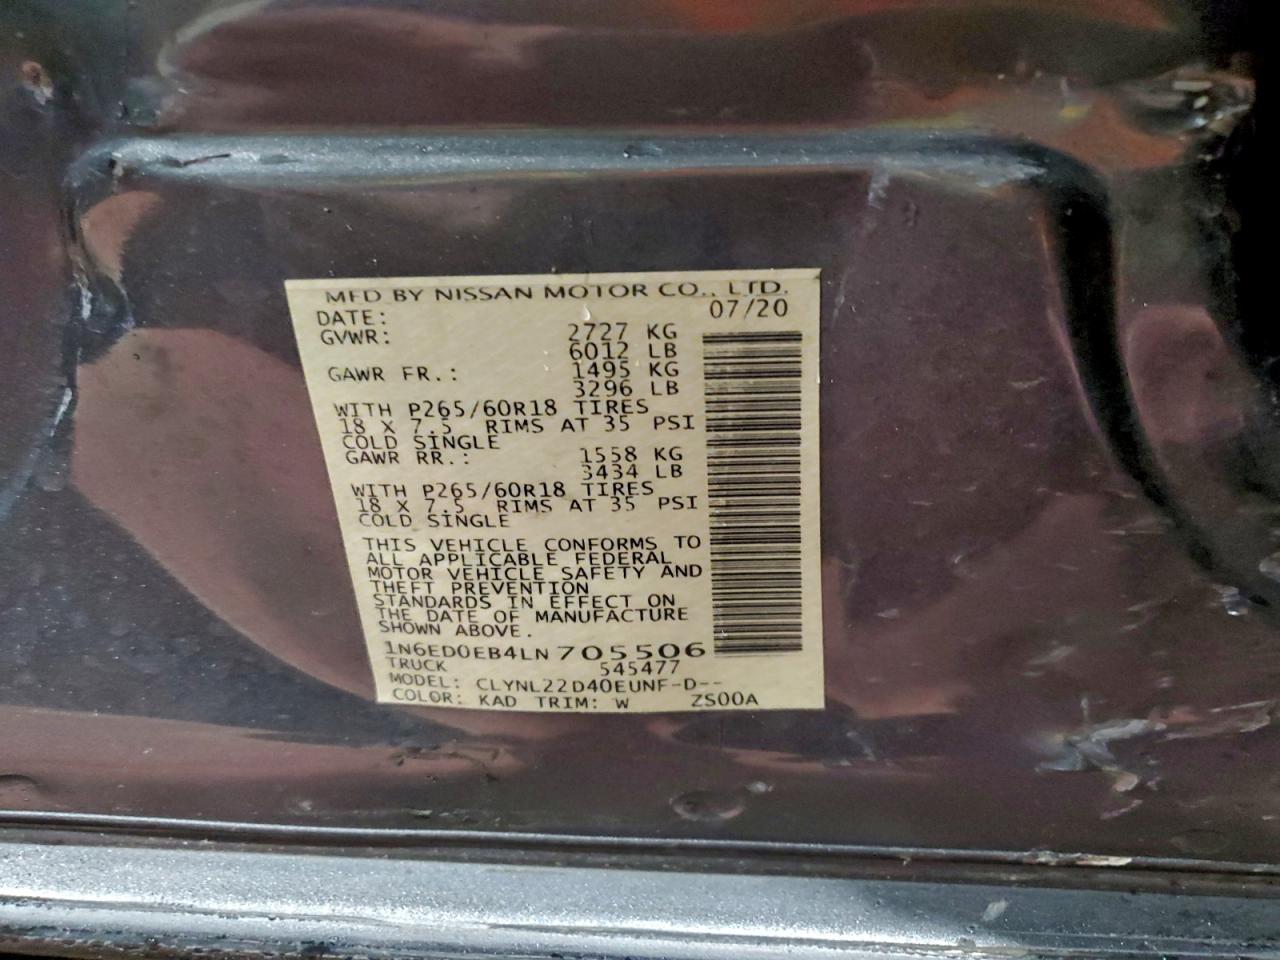 MFD BY NISSAN MOTOR CO., LTD.
DATE: 07/20
GVWR: 2727 KG
6012 LB
GAWR FR.: 1495 KG
3296 LB
WITH P265/60R18 TIRES
18 X 7.5 RIMS AT 35 PSI
COLD SINGLE
GAWR RR.: 1558 KG
3434 LB
WITH P265/60R18 TIRES
18 X 7.5 RIMS AT 35 PSI
COLD SINGLE
THIS VEHICLE CONFORMS TO
ALL APPLICABLE FEDERAL
MOTOR VEHICLE SAFETY AND
THEFT PREVENTION
STANDARDS IN EFFECT ON
THE DATE OF MANUFACTURE
SHOWN ABOVE.
1N6ED0EB4LN705506
TRUCK 545477
MODEL: CLYNL22D40EUNF-D--
COLOR: KAD TRIM: W ZS00A